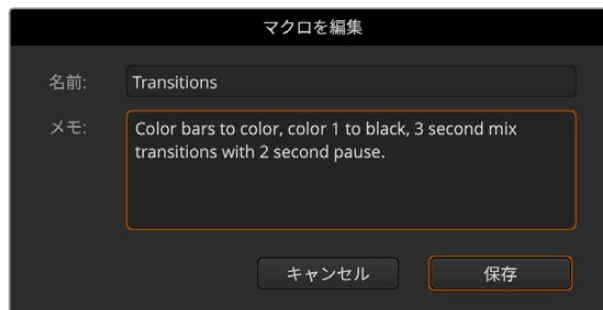 マクロを編集
名前: Transitions
メモ: Color bars to color, color 1 to black, 3 second mix
transitions with 2 second pause.
キャンセル 保存